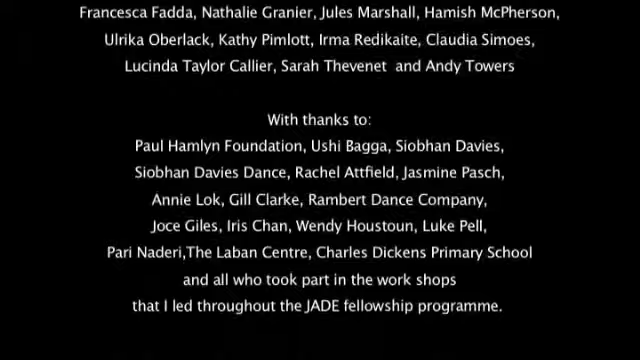 Francesca Fadda, Nathalie Granier, Jules Marshall, Hamish McPherson,
Ulrika Oberlack, Kathy Pimlott, Irma Redikaite, Claudia Simoes,
Lucinda Taylor Callier, Sarah Thevenet and Andy Towers
With thanks to:
Paul Hamlyn Foundation, Ushi Bagga, Siobhan Davies,
Siobhan Davies Dance, Rachel Attfield, Jasmine Pasch,
Annie Lok, Gill Clarke, Rambert Dance Company,
Joce Giles, Iris Chan, Wendy Houstoun, Luke Pell,
Pari Naderi,The Laban Centre, Charles Dickens Primary School
and all who took part in the work shops
that I led throughout the JADE fellowship programme.